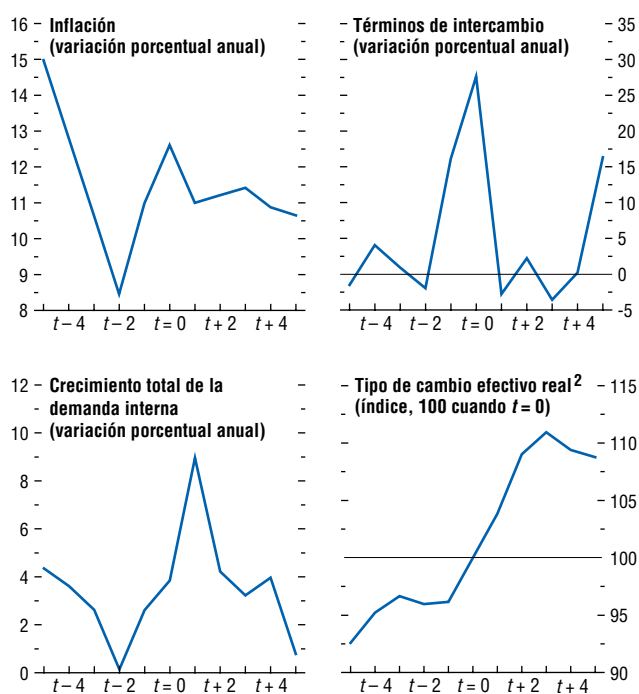 Inflación
(variación porcentual anual)
16
15
14
13
12
11
10
9
8
t – 4 t – 2 t = 0 t + 2 t + 4
Términos de intercambio
(variación porcentual anual)
35
30
25
20
15
10
5
0
-5
t – 4 t – 2 t = 0 t + 2 t + 4
Crecimiento total de la
demanda interna
(variación porcentual anual)
12
10
8
6
4
2
0
t – 4 t – 2 t = 0 t + 2 t + 4
Tipo de cambio efectivo real 2
(índice, 100 cuando t = 0)
115
110
105
100
95
90
t – 4 t – 2 t = 0 t + 2 t + 4